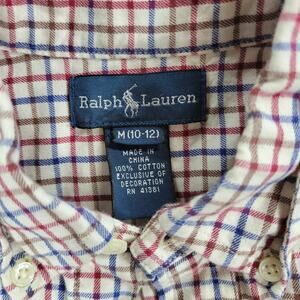 Ralph Lauren
M (10-12)
MADE IN
CHINA
100% COTTON
EXCLUSIVE OF
DECORATION
RN 41381